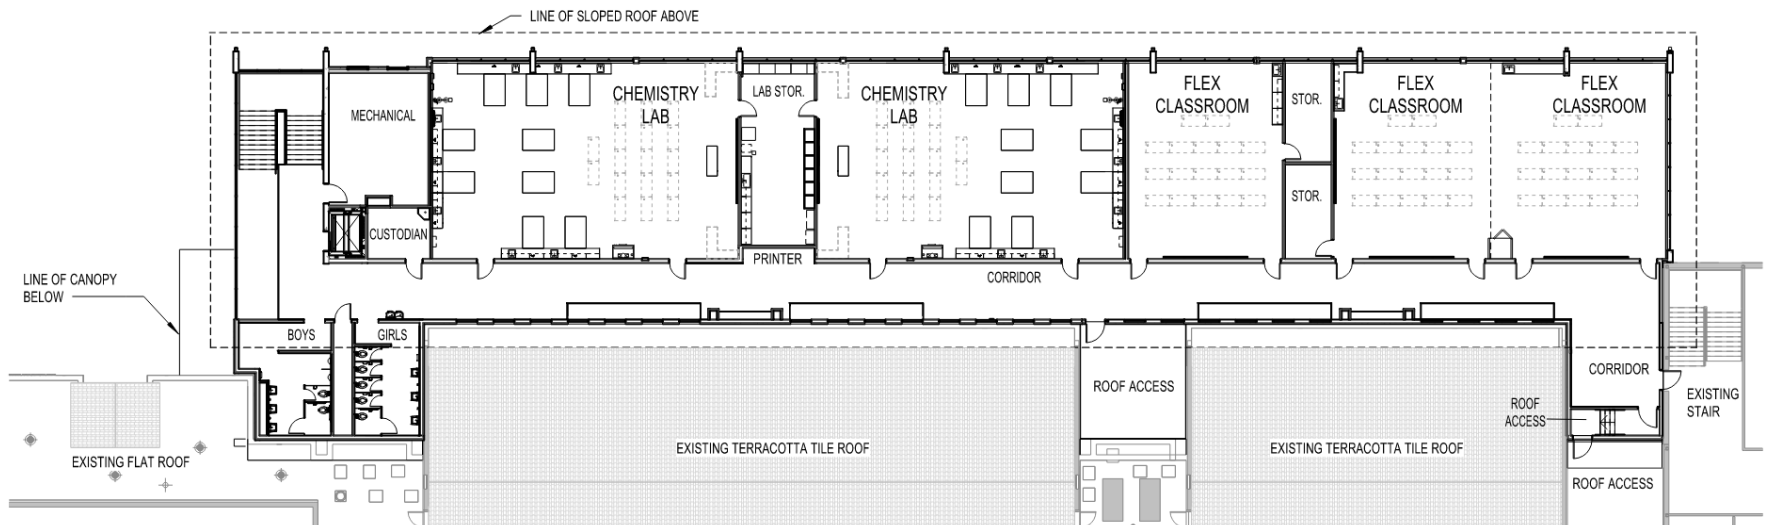 LINE OF SLOPED ROOF ABOVE
MECHANICAL
CHEMISTRY
LAB
LAB STOR.
CHEMISTRY
LAB
FLEX
CLASSROOM
STOR.
FLEX
CLASSROOM
FLEX
CLASSROOM
STOR.
CUSTODIAN
PRINTER
CORRIDOR
LINE OF CANOPY
BELOW
BOYS
GIRLS
ROOF ACCESS
CORRIDOR
EXISTING
STAIR
ROOF
ACCESS
EXISTING FLAT ROOF
EXISTING TERRACOTTA TILE ROOF
EXISTING TERRACOTTA TILE ROOF
ROOF ACCESS